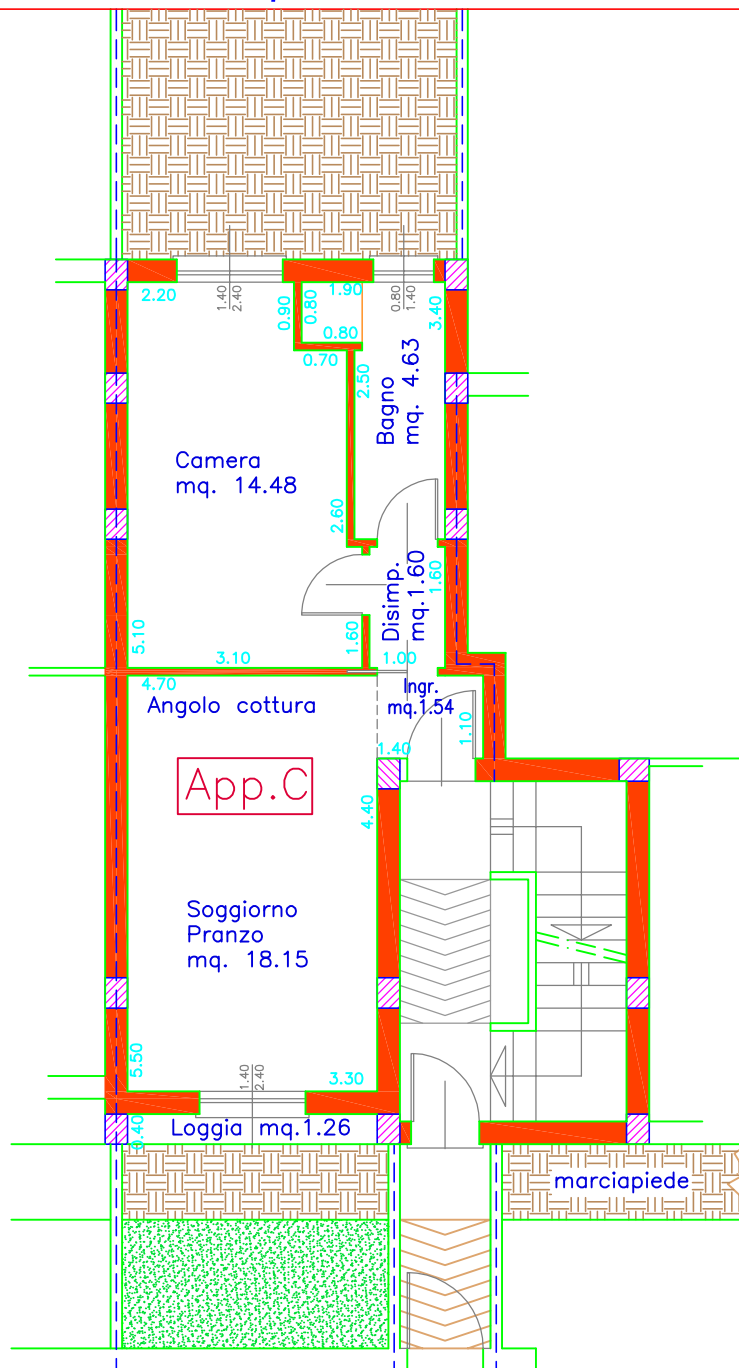 2.20
1.40
2.40
0.90
0.80
1.90
0.80
0.70
0.80
1.40
3.40
2.50
Bagno
mq. 4.63
Camera
mq. 14.48
2.60
Disimp.
mq.1.60
1.60
5.10
3.10
1.60
1.00
4.70
Ingr.
mq.1.54
Angolo cottura
1.10
1.40
App.C
4.40
Soggiorno
Pranzo
mq. 18.15
5.50
1.40
2.40
3.30
0.40
Loggia mq.1.26
marciapiede